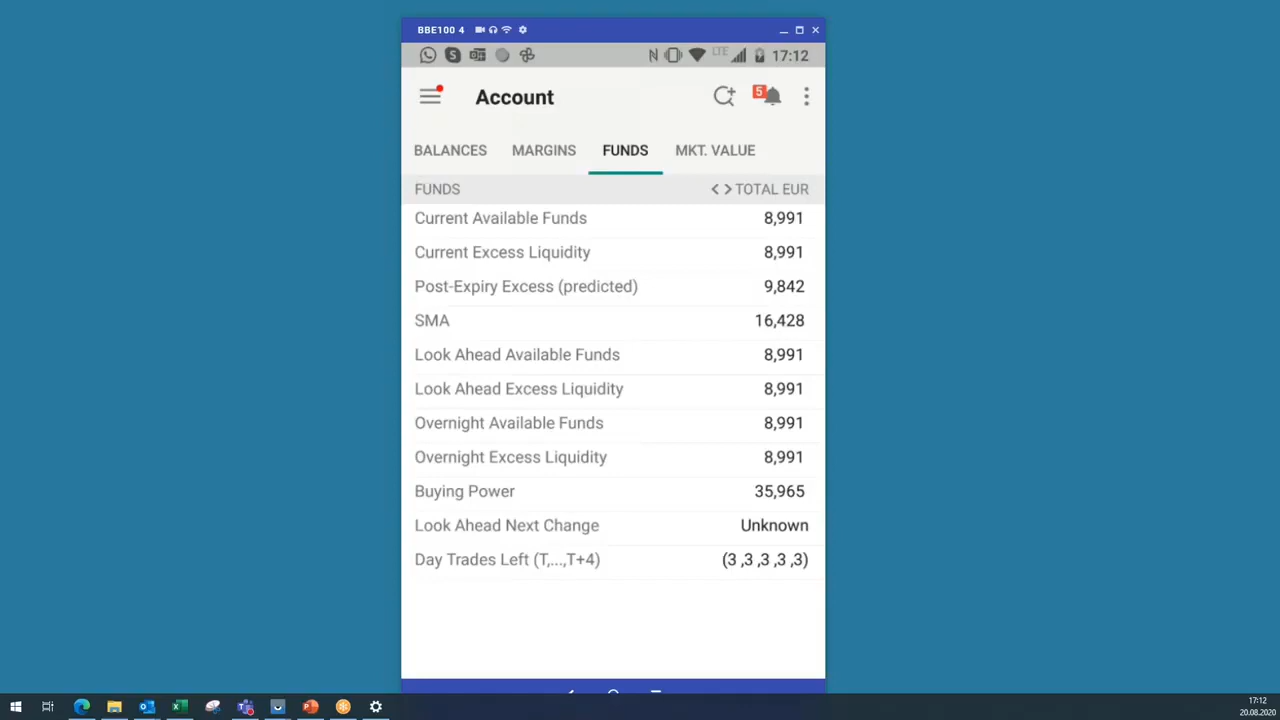 BBE100 4
LTE 17:12
Account
5
BALANCES MARGINS FUNDS MKT. VALUE
FUNDS < > TOTAL EUR
Current Available Funds 8,991
Current Excess Liquidity 8,991
Post-Expiry Excess (predicted) 9,842
SMA 16,428
Look Ahead Available Funds 8,991
Look Ahead Excess Liquidity 8,991
Overnight Available Funds 8,991
Overnight Excess Liquidity 8,991
Buying Power 35,965
Look Ahead Next Change Unknown
Day Trades Left (T,...,T+4) (3 ,3 ,3 ,3 ,3)
17:12
20.08.2020